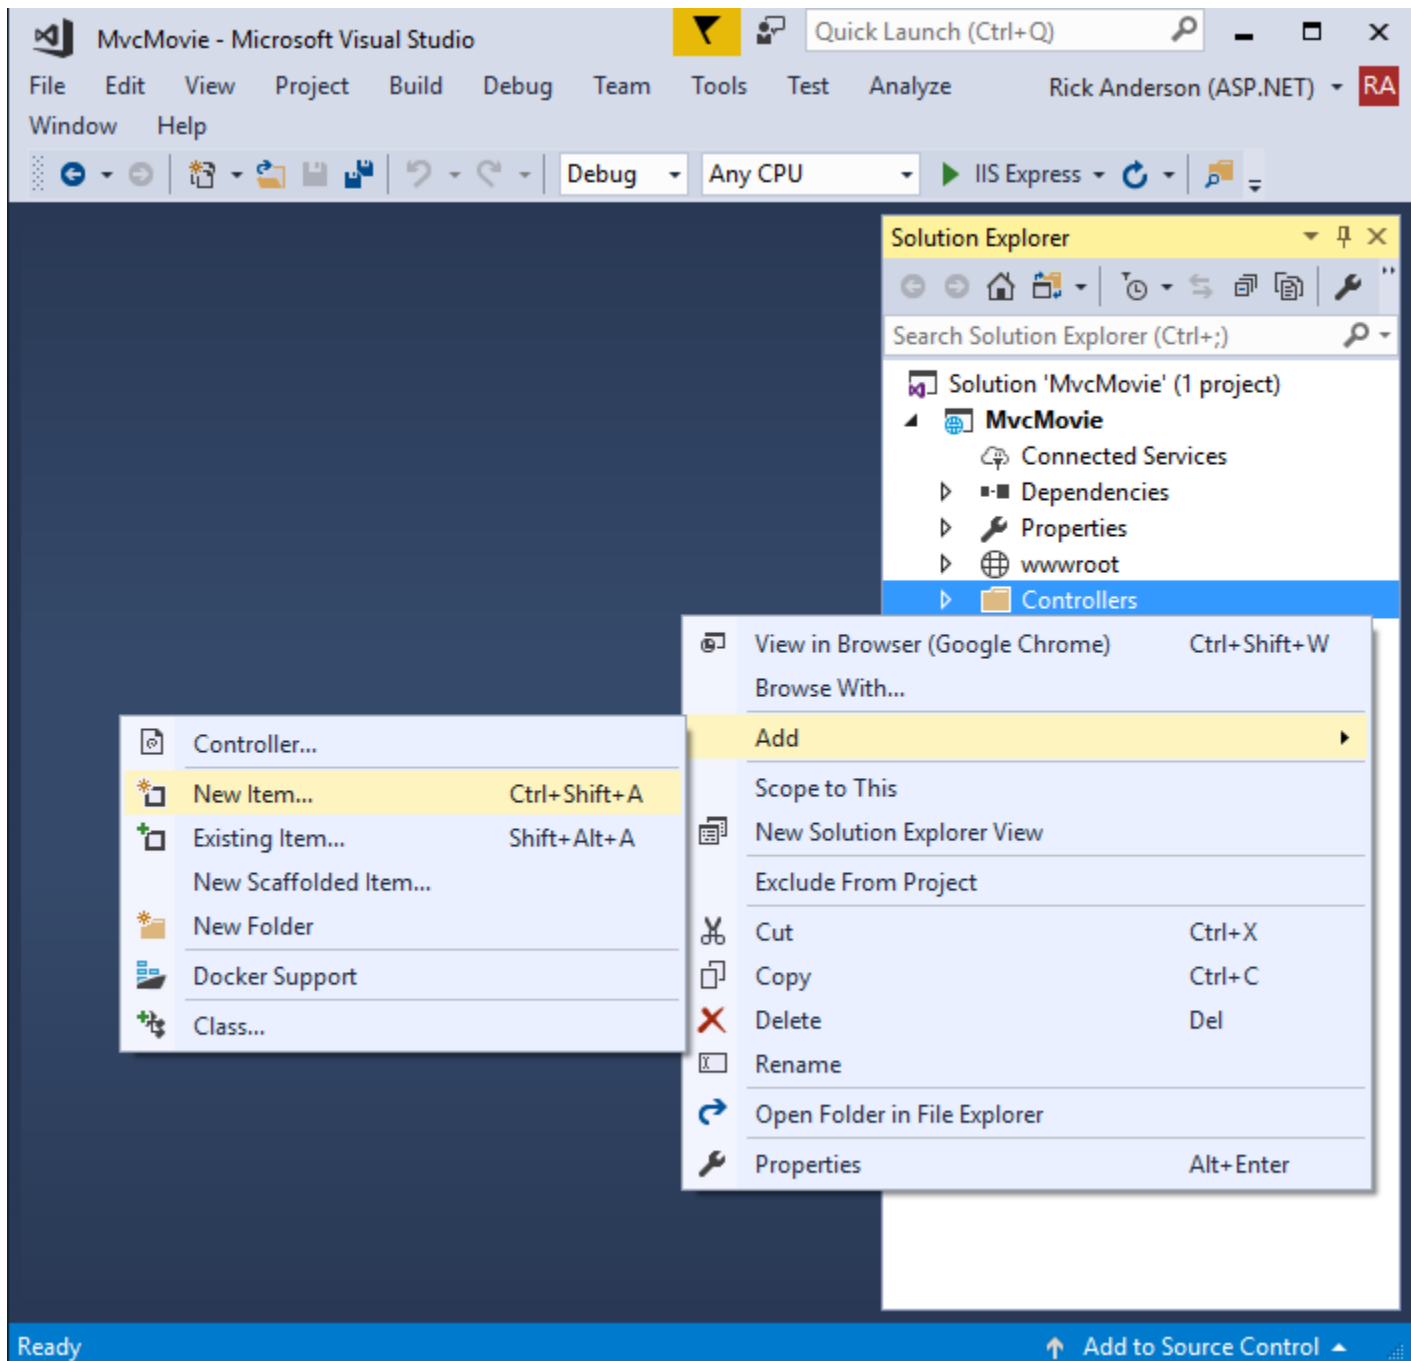 MvcMovie - Microsoft Visual Studio
Quick Launch (Ctrl+Q)
File Edit View Project Build Debug Team Tools Test Analyze Rick Anderson (ASP.NET) RA
Window Help
Debug Any CPU IIS Express
Solution Explorer
Search Solution Explorer (Ctrl+;)
Solution 'MvcMovie' (1 project)
MvcMovie
Connected Services
Dependencies
Properties
wwwroot
Controllers
View in Browser (Google Chrome) Ctrl+Shift+W
Browse With...
Add
Scope to This
New Solution Explorer View
Exclude From Project
Cut Ctrl+X
Copy Ctrl+C
Delete Del
Rename
Open Folder in File Explorer
Properties Alt+Enter
Controller...
New Item... Ctrl+Shift+A
Existing Item... Shift+Alt+A
New Scaffolded Item...
New Folder
Docker Support
Class...
Ready Add to Source Control